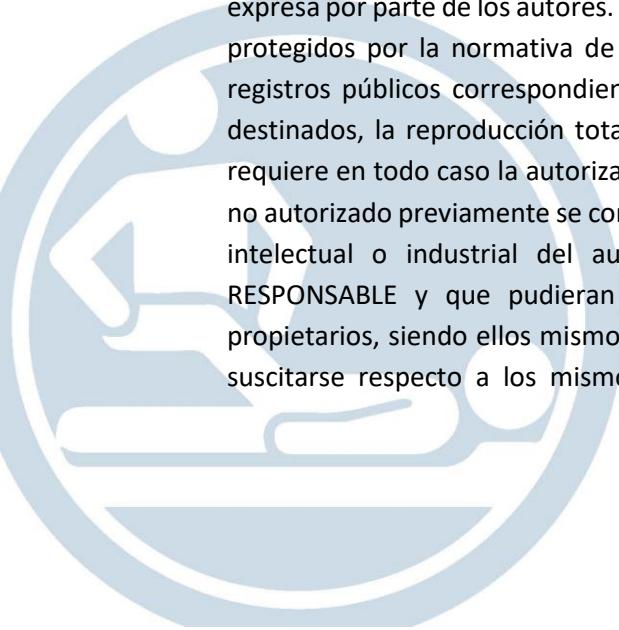 expresa por parte de los autores.
protegidos por la normativa de
registros públicos correspondien
destinados, la reproducción tota
requiere en todo caso la autoriza
no autorizado previamente se con
intelectual o industrial del au
RESPONSABLE y que pudieran
propietarios, siendo ellos mismo
suscitarse respecto a los mismo